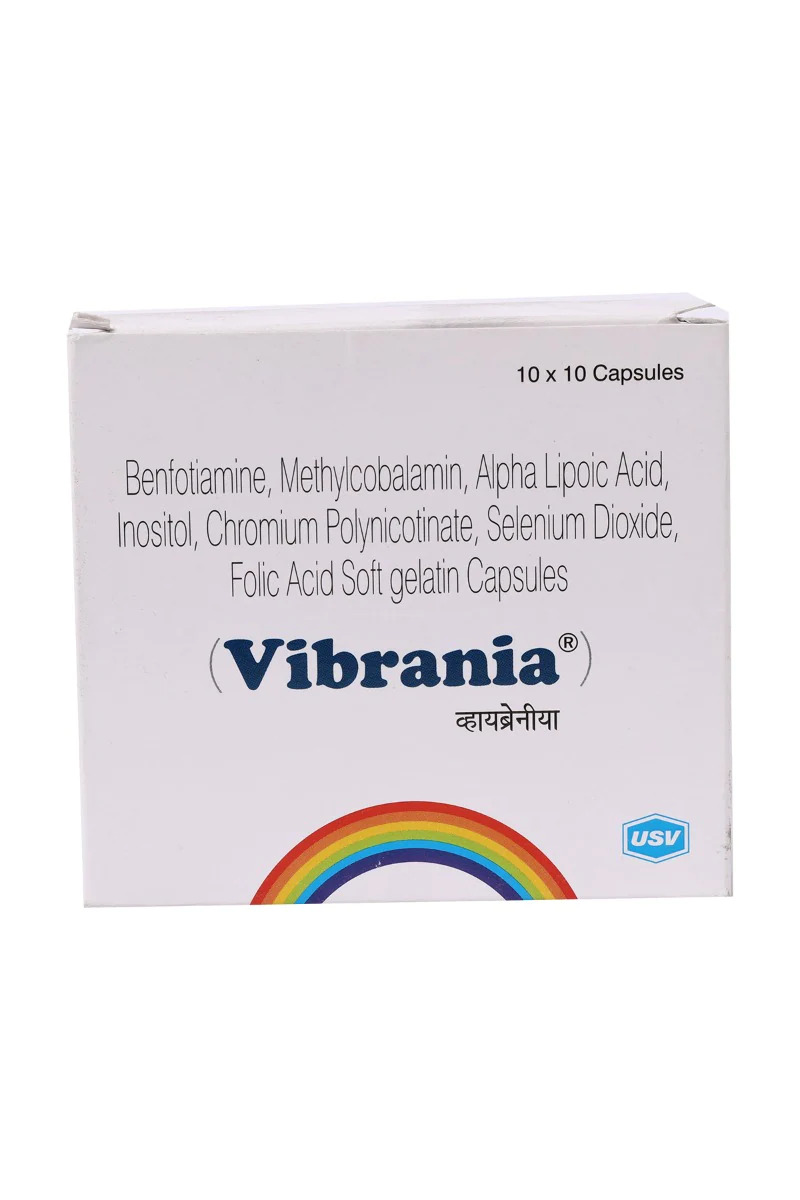 10 x 10 Capsules
Benfotiamine, Methylcobalamin, Alpha Lipoic Acid,
Inositol, Chromium Polynicotinate, Selenium Dioxide,
Folic Acid Soft gelatin Capsules
(Vibrania®)
व्हायब्रेनीया
USV